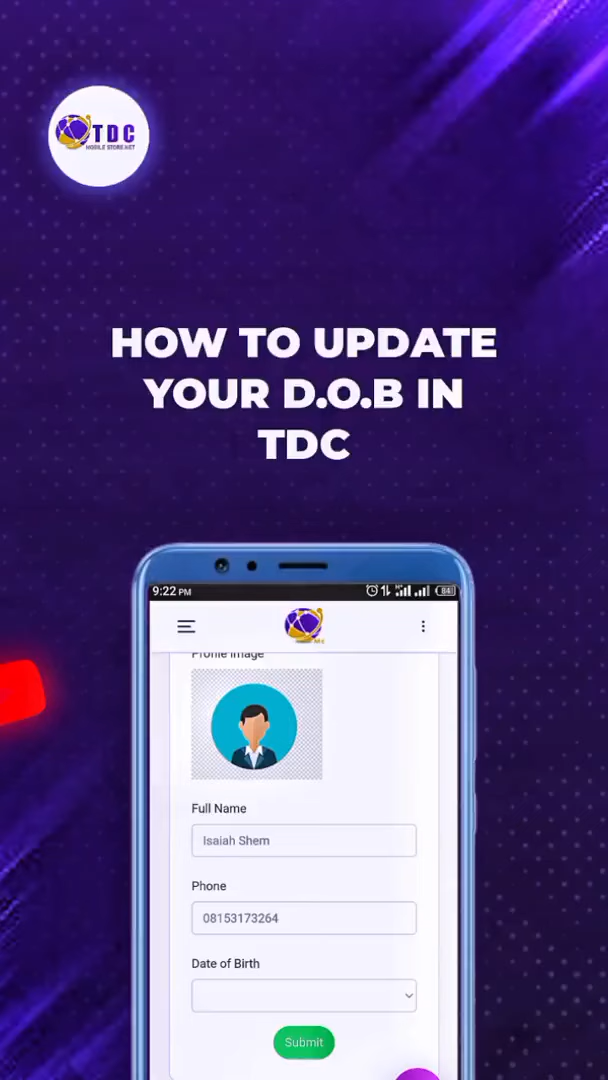 TDC
MOBILE STORE.NET
HOW TO UPDATE
YOUR D.O.B IN
TDC
9:22 PM
84
Profile Image
Full Name
Isaiah Shem
Phone
08153173264
Date of Birth
Submit